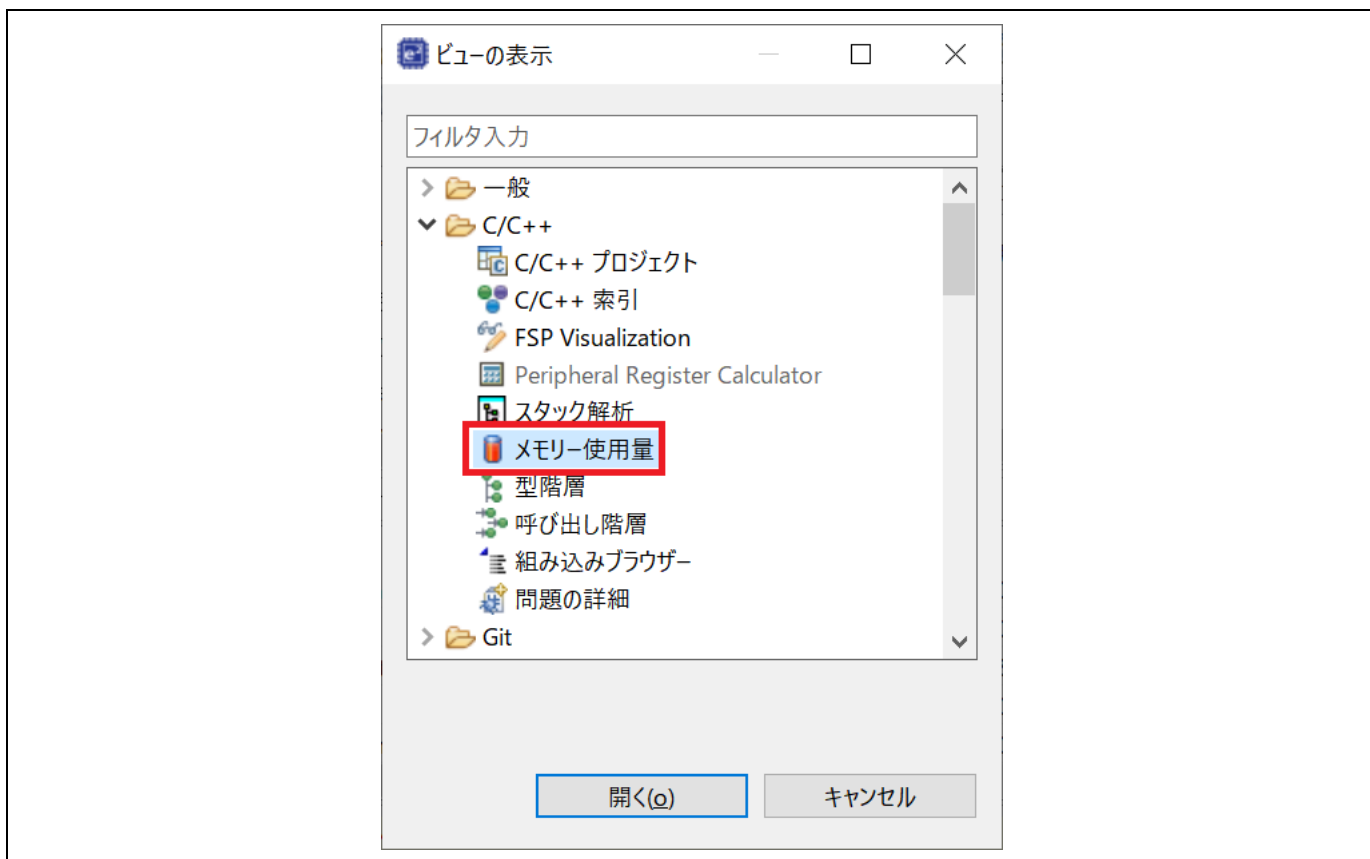 ビューの表示
フィルタ入力
一般
C/C++
C/C++ プロジェクト
C/C++ 索引
FSP Visualization
Peripheral Register Calculator
スタック解析
メモリー使用量
型階層
呼び出し階層
組み込みブラウザー
問題の詳細
Git
開く(o)
キャンセル